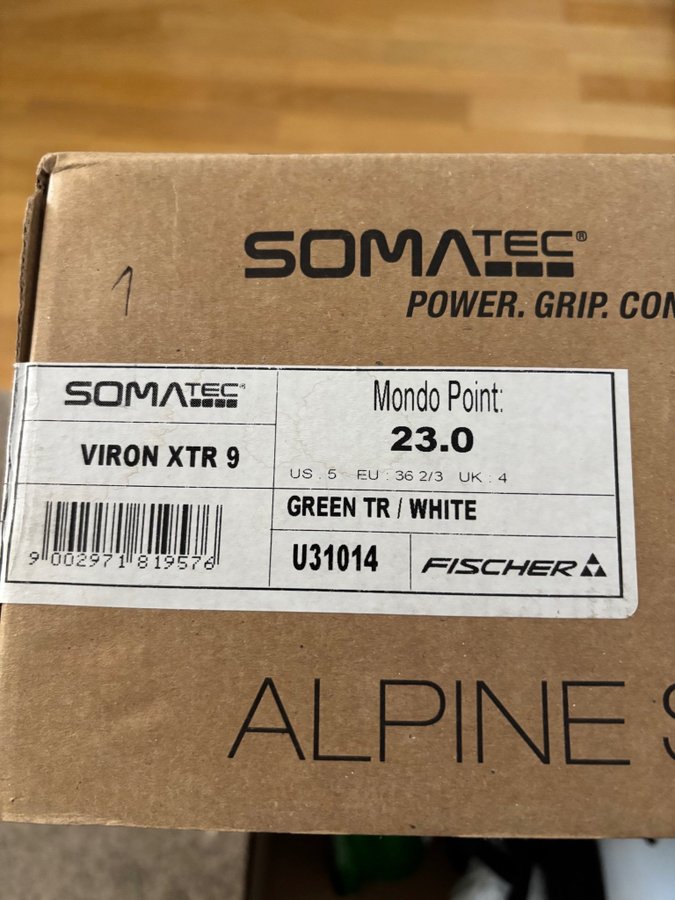 SOMATEC®
POWER. GRIP.
1
SOMATEC®
VIRON XTR 9
9 002971 819576
Mondo Point:
23.0
US : 5 EU : 36 2/3 UK : 4
GREEN TR / WHITE
U31014
FISCHER
ALPINE